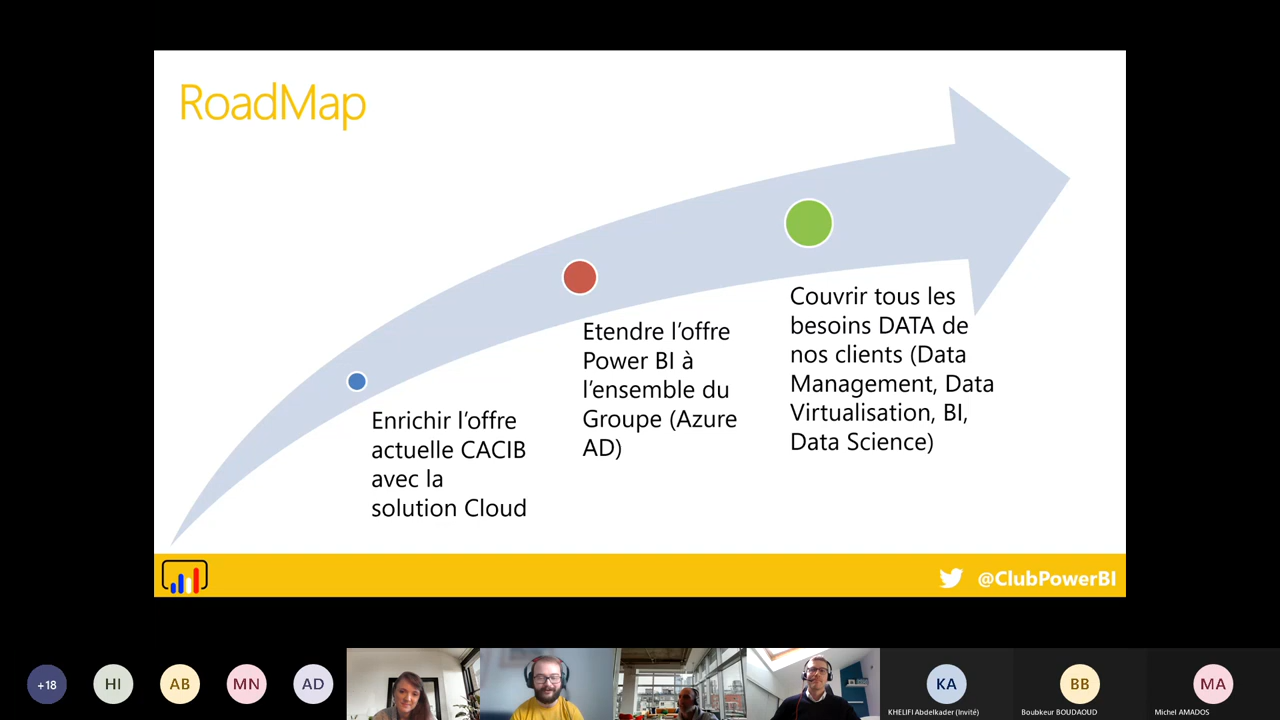 RoadMap
Couvrir tous les
besoins DATA de
nos clients (Data
Management, Data
Virtualisation, BI,
Data Science)
Etendre l’offre
Power BI à
l’ensemble du
Groupe (Azure
AD)
Enrichir l’offre
actuelle CACIB
avec la
solution Cloud
@ClubPowerBI
+18
HI
AB
MN
AD
KA
BB
MA
KHELIFI Abdelkader (Invité)
Boubkeur BOUDAOUD
Michel AMADOS